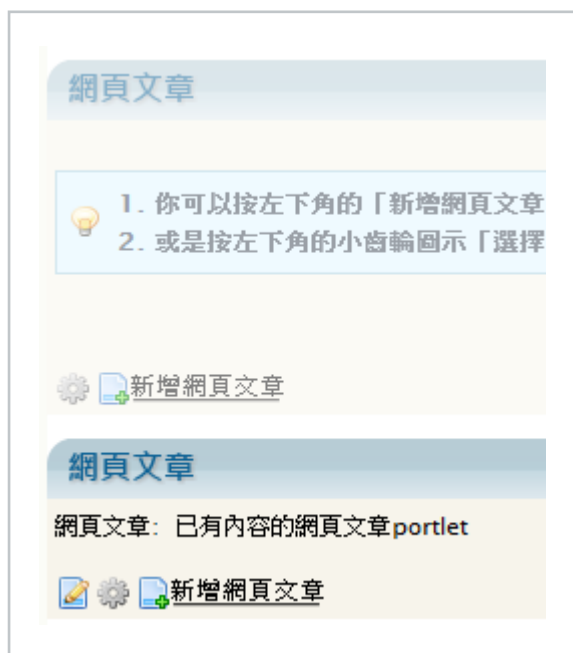 網頁文章
1. 你可以按左下角的「新增網頁文章
2. 或是按左下角的小齒輪圖示「選擇
新增網頁文章
網頁文章
網頁文章: 已有內容的網頁文章portlet
新增網頁文章